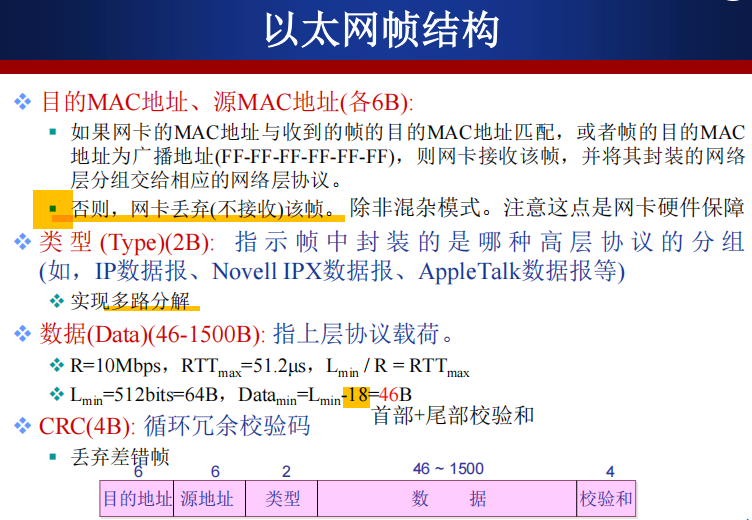 以太网帧结构
目的MAC地址、源MAC地址(各6B):
如果网卡的MAC地址与收到的帧的目的MAC地址匹配，或者帧的目的MAC
地址为广播地址(FF-FF-FF-FF-FF-FF)，则网卡接收该帧，并将其封装的网络
层分组交给相应的网络层协议。
否则，网卡丢弃(不接收)该帧。 除非混杂模式。注意这点是网卡硬件保障
类型(Type)(2B): 指示帧中封装的是哪种高层协议的分组
(如，IP数据报、Novell IPX数据报、AppleTalk数据报等)
实现多路分解
数据(Data)(46-1500B): 指上层协议载荷。
R=10Mbps，RTTmax=51.2μs，Lmin / R = RTTmax
Lmin=512bits=64B，Datamin=Lmin-18=46B
首部+尾部校验和
CRC(4B): 循环冗余校验码
丢弃差错帧
6 6 2 46 ~ 1500 4
目的地址 源地址 类型 数 据 校验和